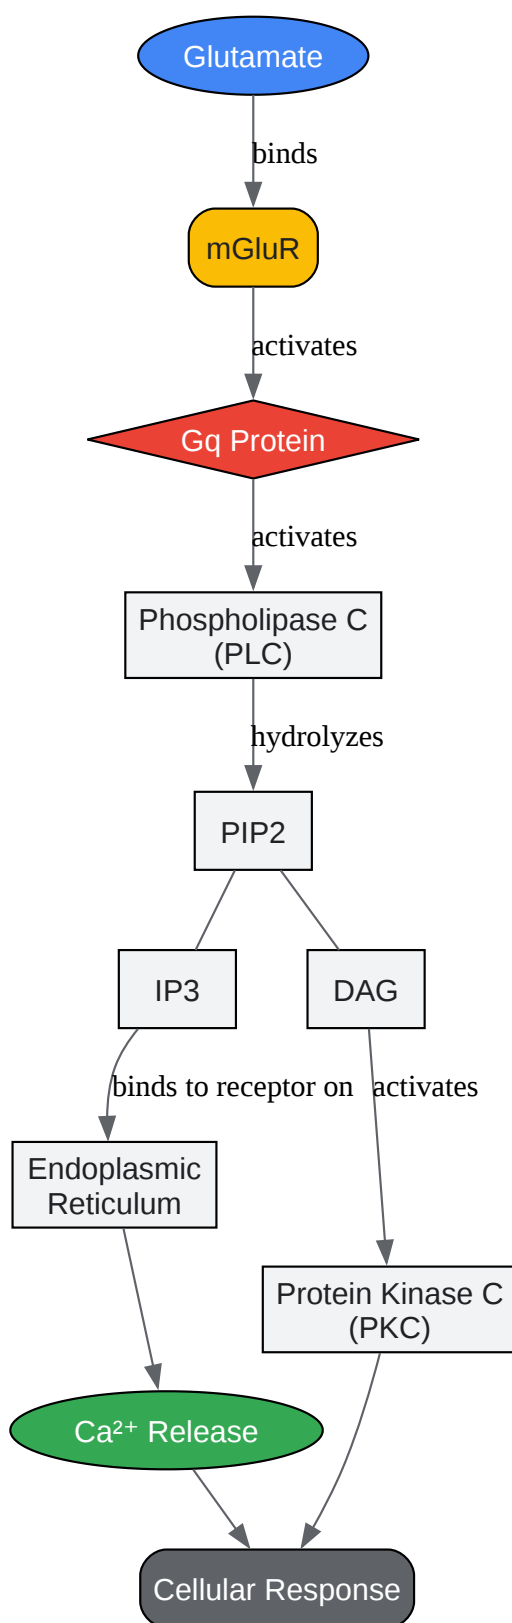 Glutamate
binds
mGluR
activates
Gq Protein
activates
Phospholipase C
(PLC)
hydrolyzes
PIP2
IP3
DAG
binds to receptor on
activates
Endoplasmic
Reticulum
Protein Kinase C
(PKC)
Ca²⁺ Release
Cellular Response